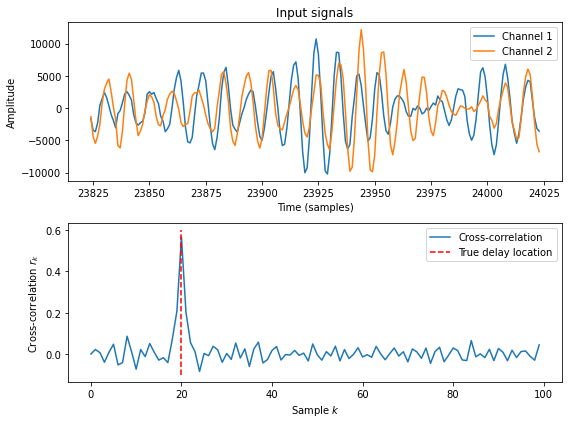 Input signals
Channel 1
Channel 2
Amplitude
10000
5000
0
−5000
−10000
23825
23850
23875
23900
23925
23950
23975
24000
24025
Time (samples)
Cross-correlation
True delay location
Cross-correlation rₖ
0.6
0.4
0.2
0.0
0
20
40
60
80
100
Sample k